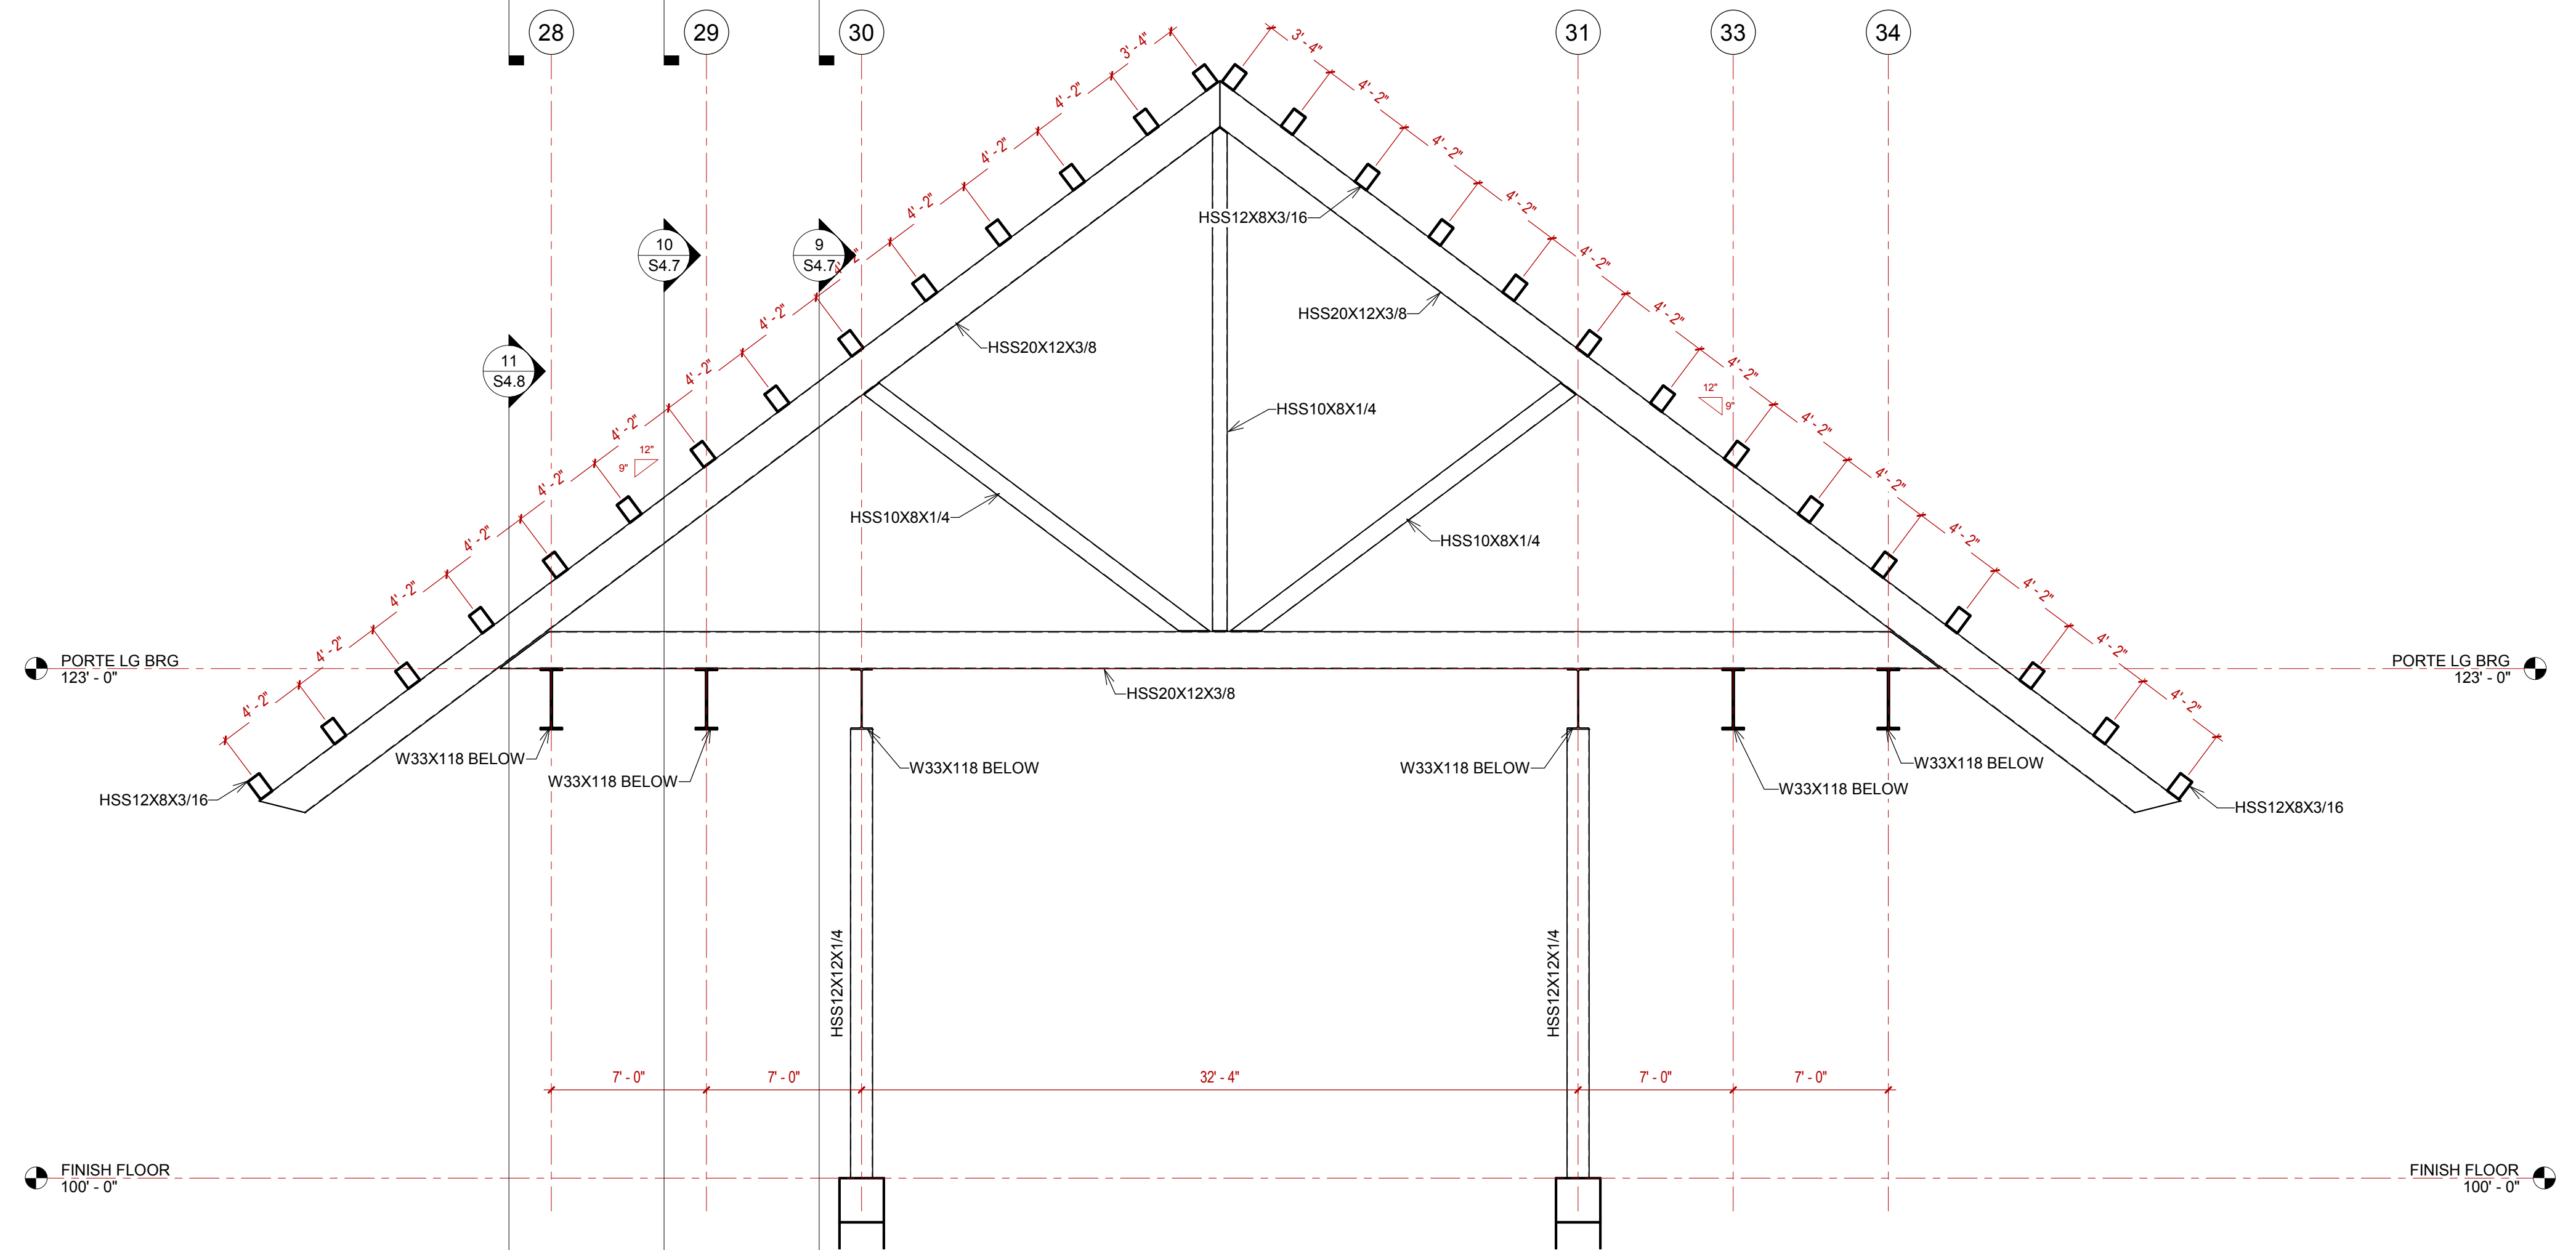 28
29
30
31
33
34
3' - 4"
3' - 4"
4' - 2"
4' - 2"
4' - 2"
4' - 2"
4' - 2"
4' - 2"
HSS12X8X3/16
10
S4.7
9
S4.7
4' - 2"
4' - 2"
4' - 2"
4' - 2"
HSS20X12X3/8
HSS20X12X3/8
11
S4.8
4' - 2"
4' - 2"
12"
9"
HSS10X8X1/4
4' - 2"
4' - 2"
12"
9"
4' - 2"
4' - 2"
HSS10X8X1/4
HSS10X8X1/4
4' - 2"
4' - 2"
4' - 2"
4' - 2"
4' - 2"
4' - 2"
PORTE LG BRG
123' - 0"
PORTE LG BRG
123' - 0"
4' - 2"
4' - 2"
HSS20X12X3/8
W33X118 BELOW
W33X118 BELOW
W33X118 BELOW
W33X118 BELOW
W33X118 BELOW
W33X118 BELOW
HSS12X8X3/16
HSS12X8X3/16
HSS12X12X1/4
HSS12X12X1/4
7' - 0"
7' - 0"
32' - 4"
7' - 0"
7' - 0"
FINISH FLOOR
100' - 0"
FINISH FLOOR
100' - 0"